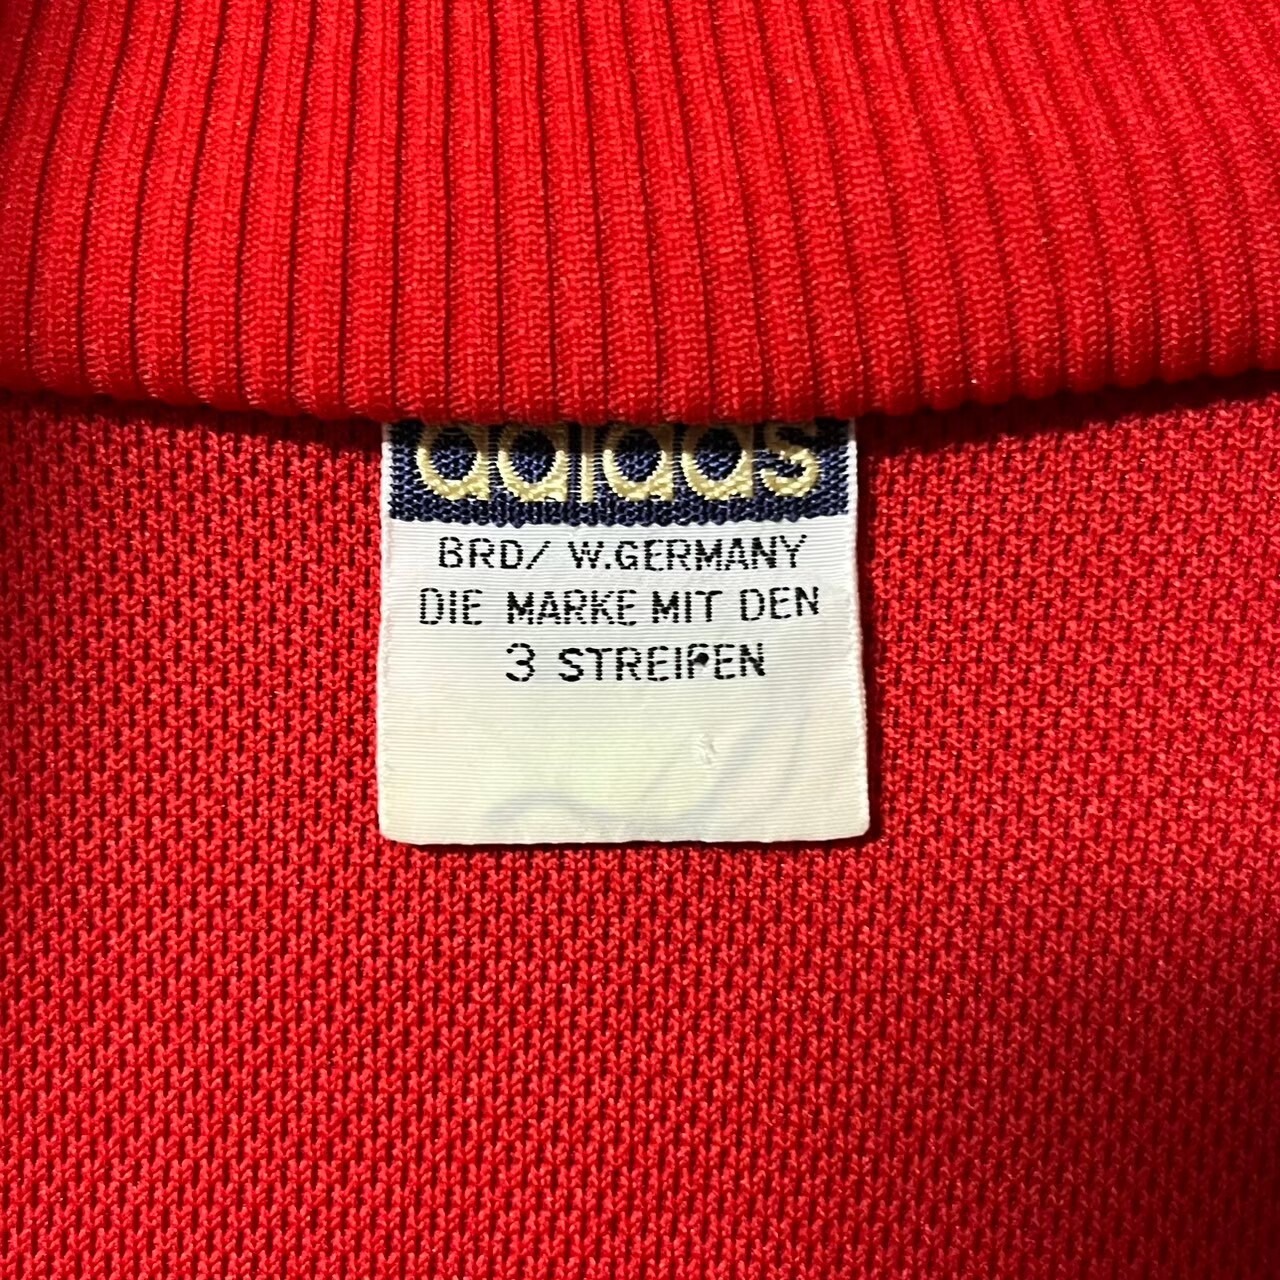 adidas
BRD/ W.GERMANY
DIE MARKE MIT DEN
3 STREIFEN